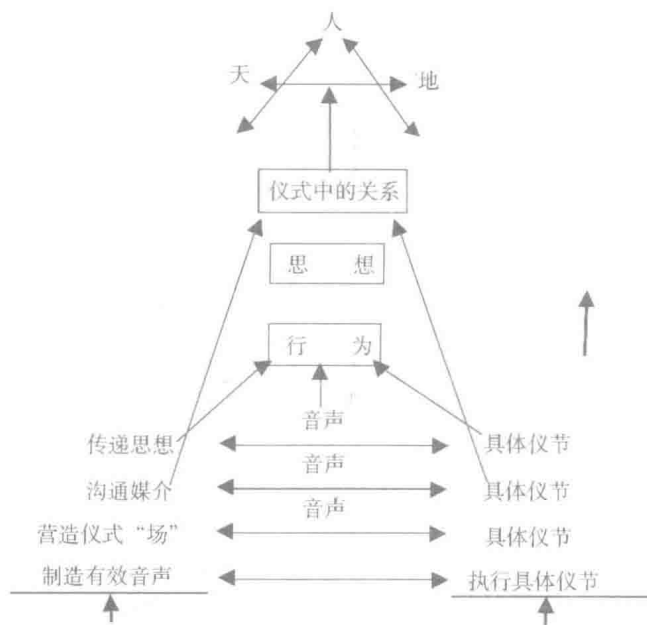 人
天 地
仪式中的关系
思 想
行 为
音声
传递思想 具体仪节
音声
沟通媒介 具体仪节
音声
营造仪式“场” 具体仪节
制造有效音声 执行具体仪节